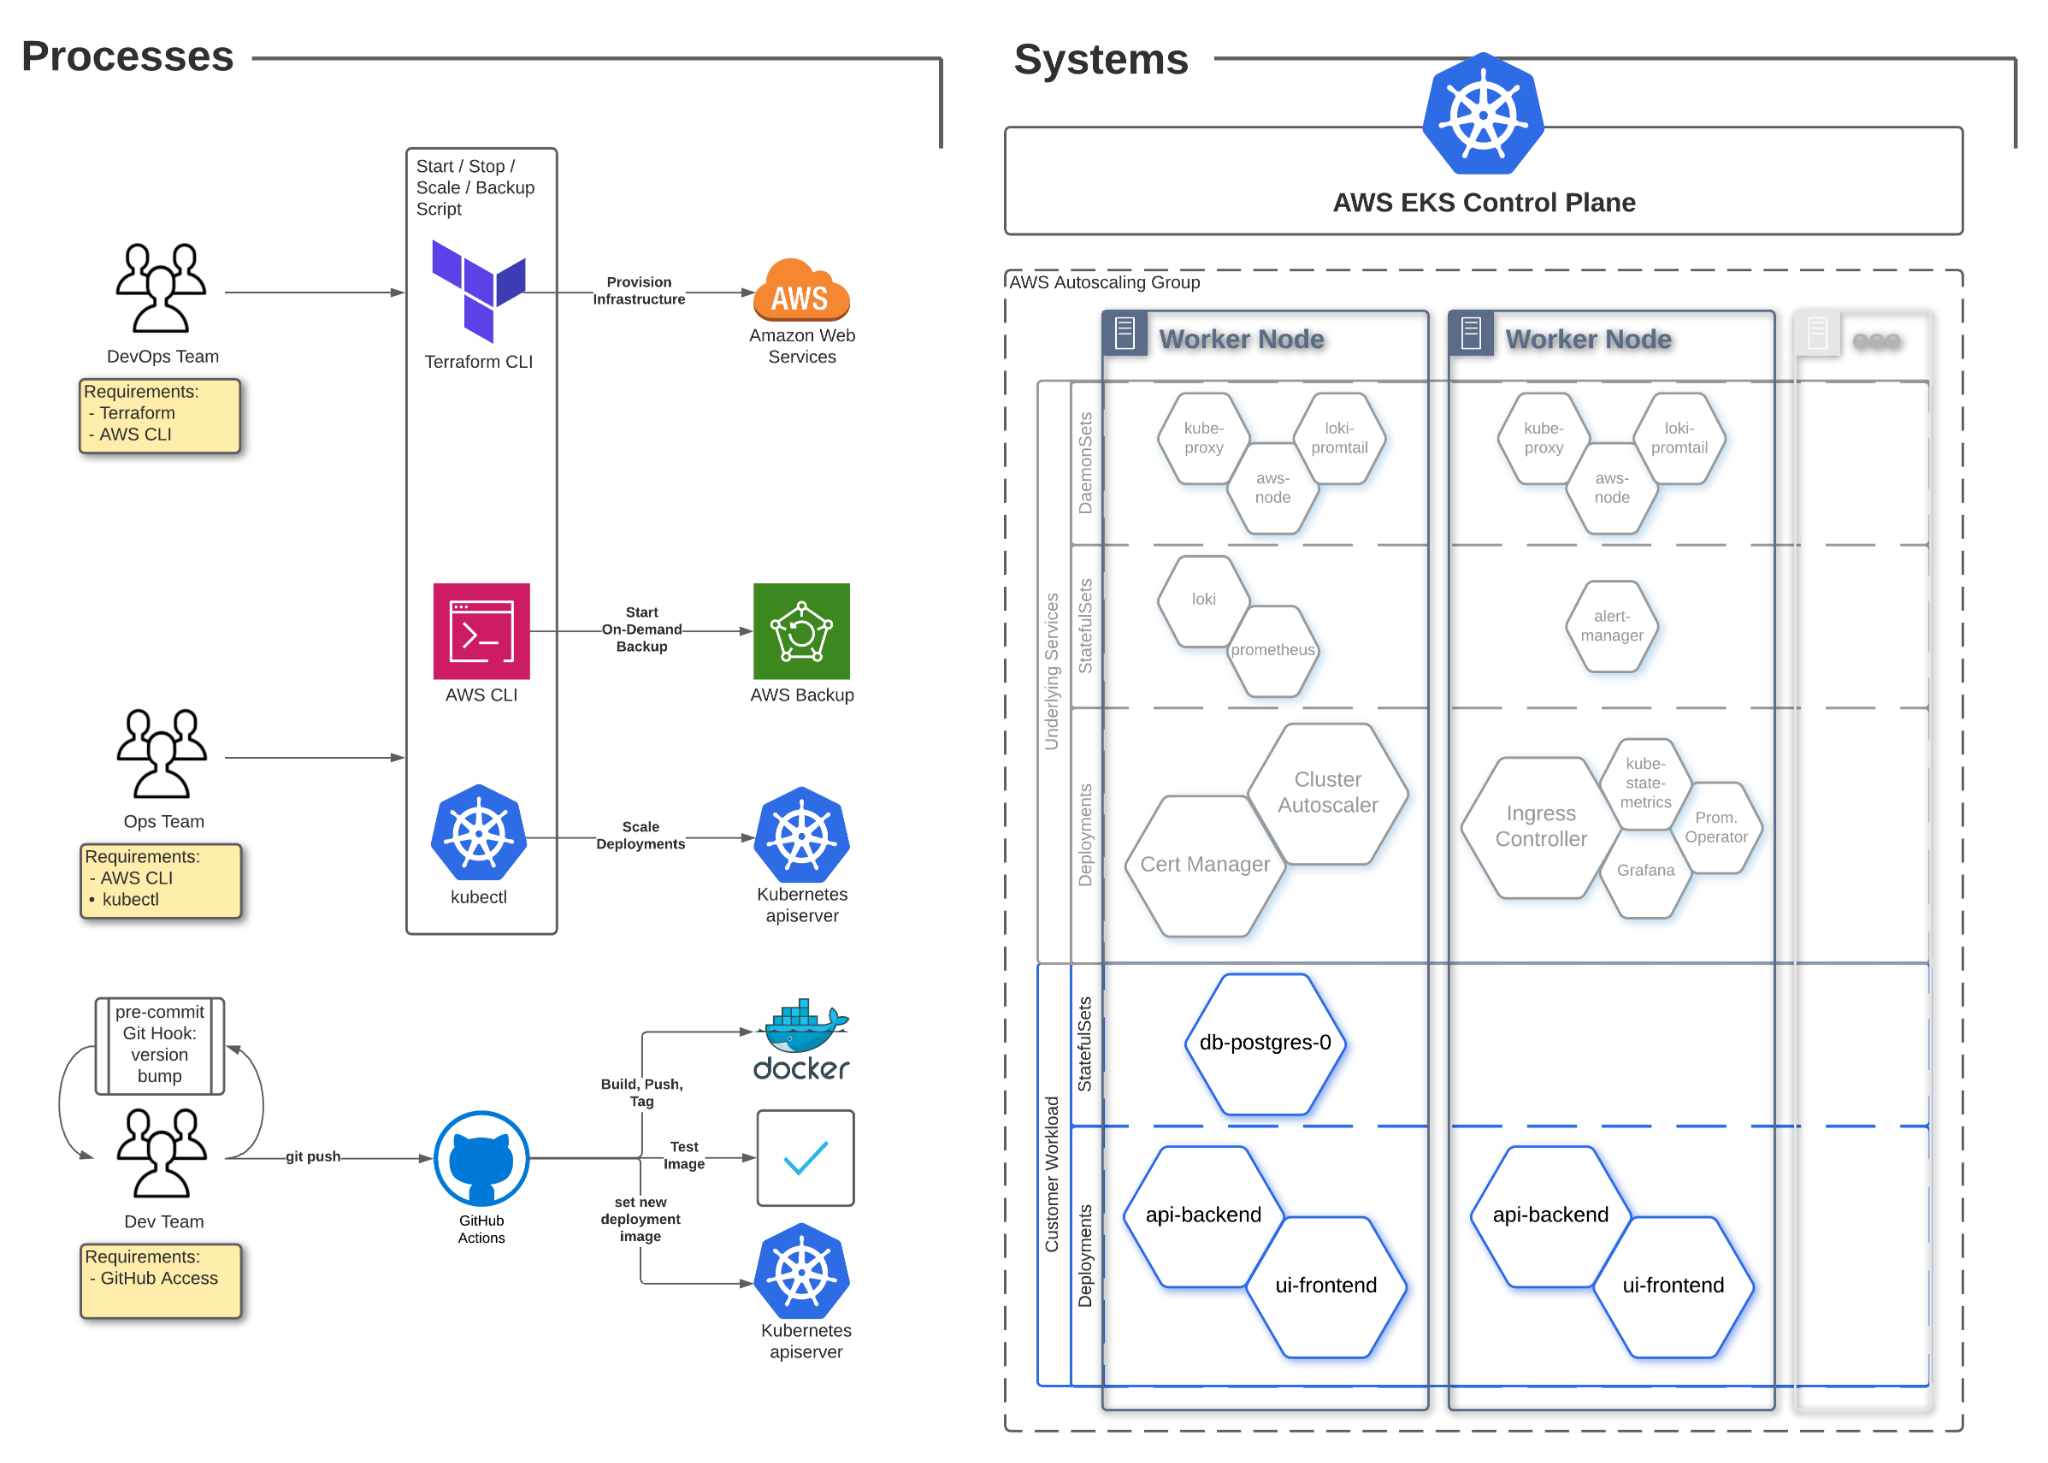 Processes
Start / Stop /
Scale / Backup
Script
DevOps Team
Requirements:
- Terraform
- AWS CLI
Terraform CLI
Provision
Infrastructure
AWS
Amazon Web
Services
AWS CLI
Start
On-Demand
Backup
AWS Backup
Ops Team
Requirements:
- AWS CLI
• kubectl
kubectl
Scale
Deployments
Kubernetes
apiserver
pre-commit
Git Hook:
version
bump
Dev Team
Requirements:
- GitHub Access
git push
GitHub
Actions
Build, Push,
Tag
docker
Test
Image
set new
deployment
image
Kubernetes
apiserver
Systems
AWS EKS Control Plane
AWS Autoscaling Group
Worker Node
Worker Node
Underlying Services
DaemonSets
kube-
proxy
aws-
node
loki-
promtail
kube-
proxy
aws-
node
loki-
promtail
StatefulSets
loki
prometheus
alert-
manager
Deployments
Cert Manager
Cluster
Autoscaler
Ingress
Controller
kube-
state-
metrics
Prom.
Operator
Grafana
Customer Workload
StatefulSets
db-postgres-0
Deployments
api-backend
ui-frontend
api-backend
ui-frontend